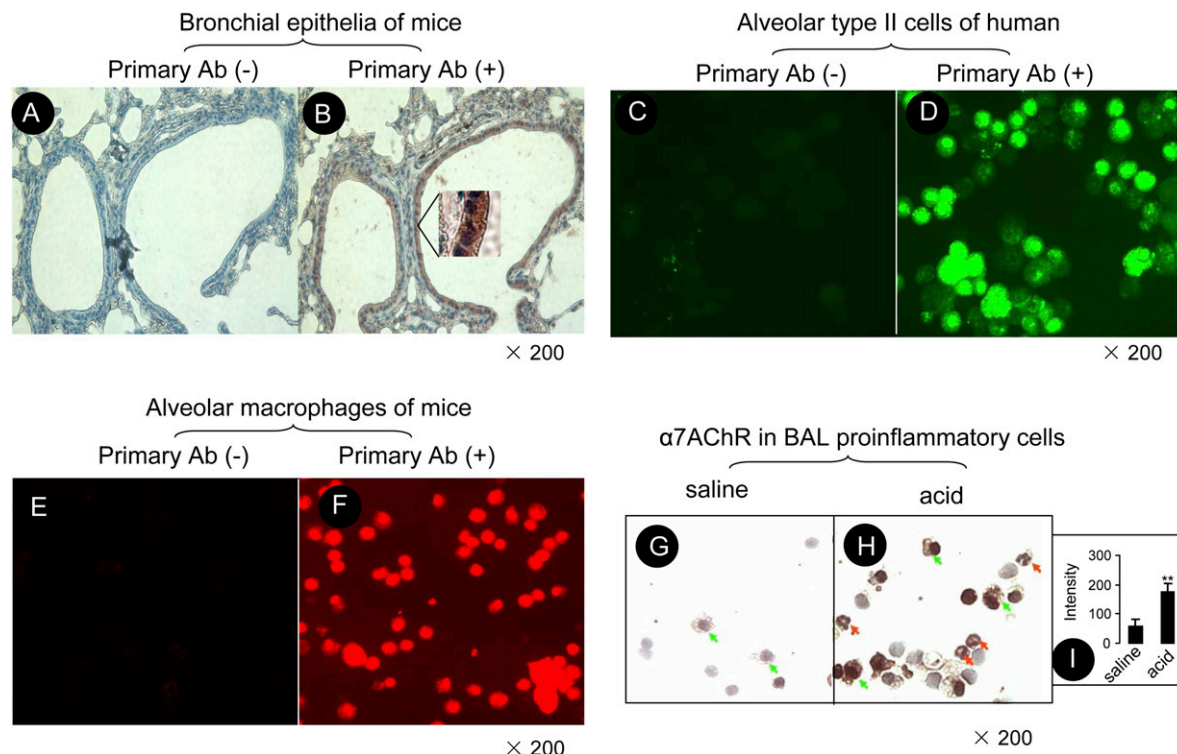 Bronchial epithelia of mice
Primary Ab (-) Primary Ab (+)
A B
× 200
Alveolar type II cells of human
Primary Ab (-) Primary Ab (+)
C D
× 200
Alveolar macrophages of mice
Primary Ab (-) Primary Ab (+)
E F
× 200
α7AChR in BAL proinflammatory cells
saline acid
G H
× 200
Intensity
300
200
100
0
**
saline acid
I